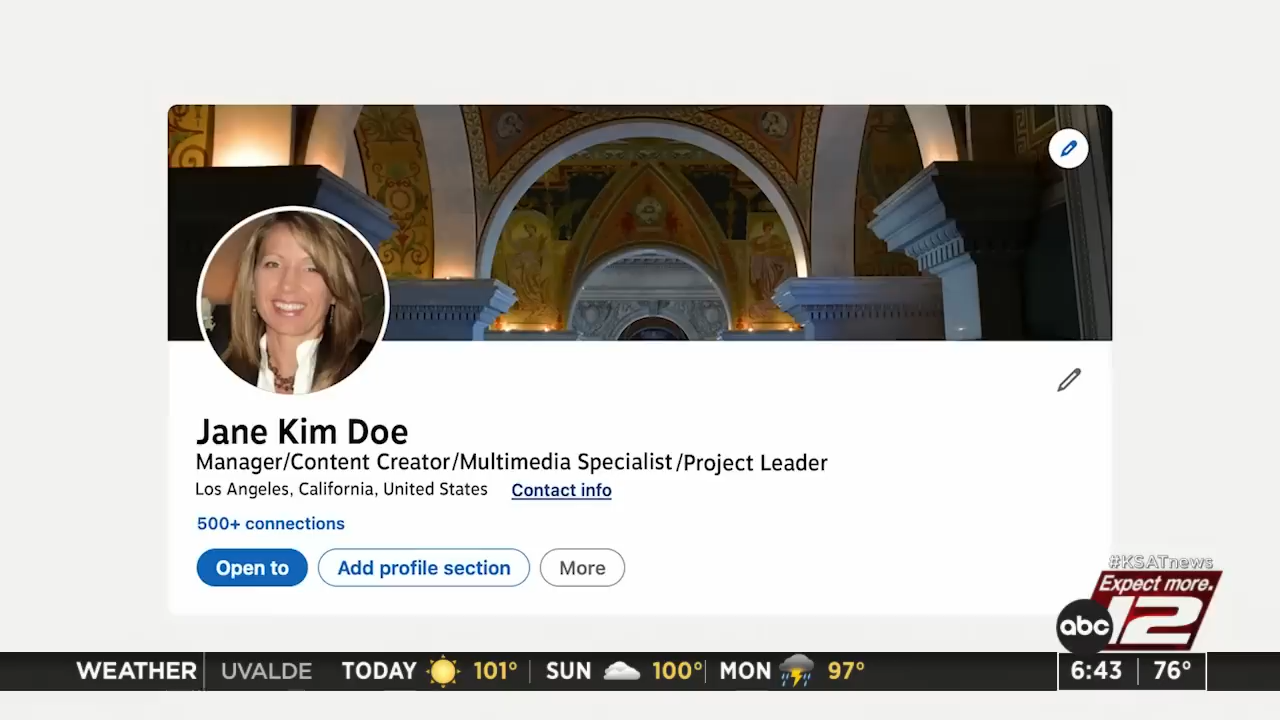 Jane Kim Doe
Manager/Content Creator/Multimedia Specialist/Project Leader
Los Angeles, California, United States Contact info
500+ connections
Open to Add profile section More
#KSATnews
Expect more.
abc 12
WEATHER UVALDE TODAY 101° SUN 100° MON 97° 6:43 76°